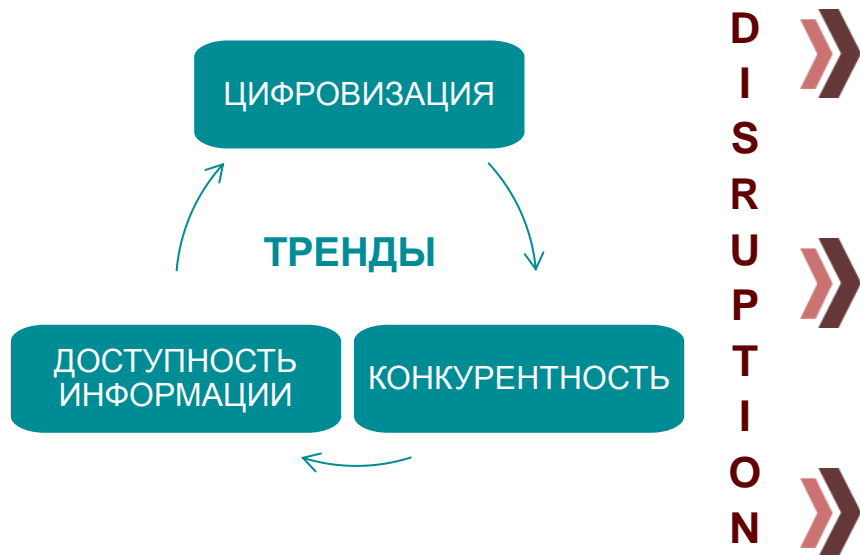 ЦИФРОВИЗАЦИЯ
ТРЕНДЫ
ДОСТУПНОСТЬ
ИНФОРМАЦИИ
КОНКУРЕНТНОСТЬ
D
I
S
R
U
P
T
I
O
N